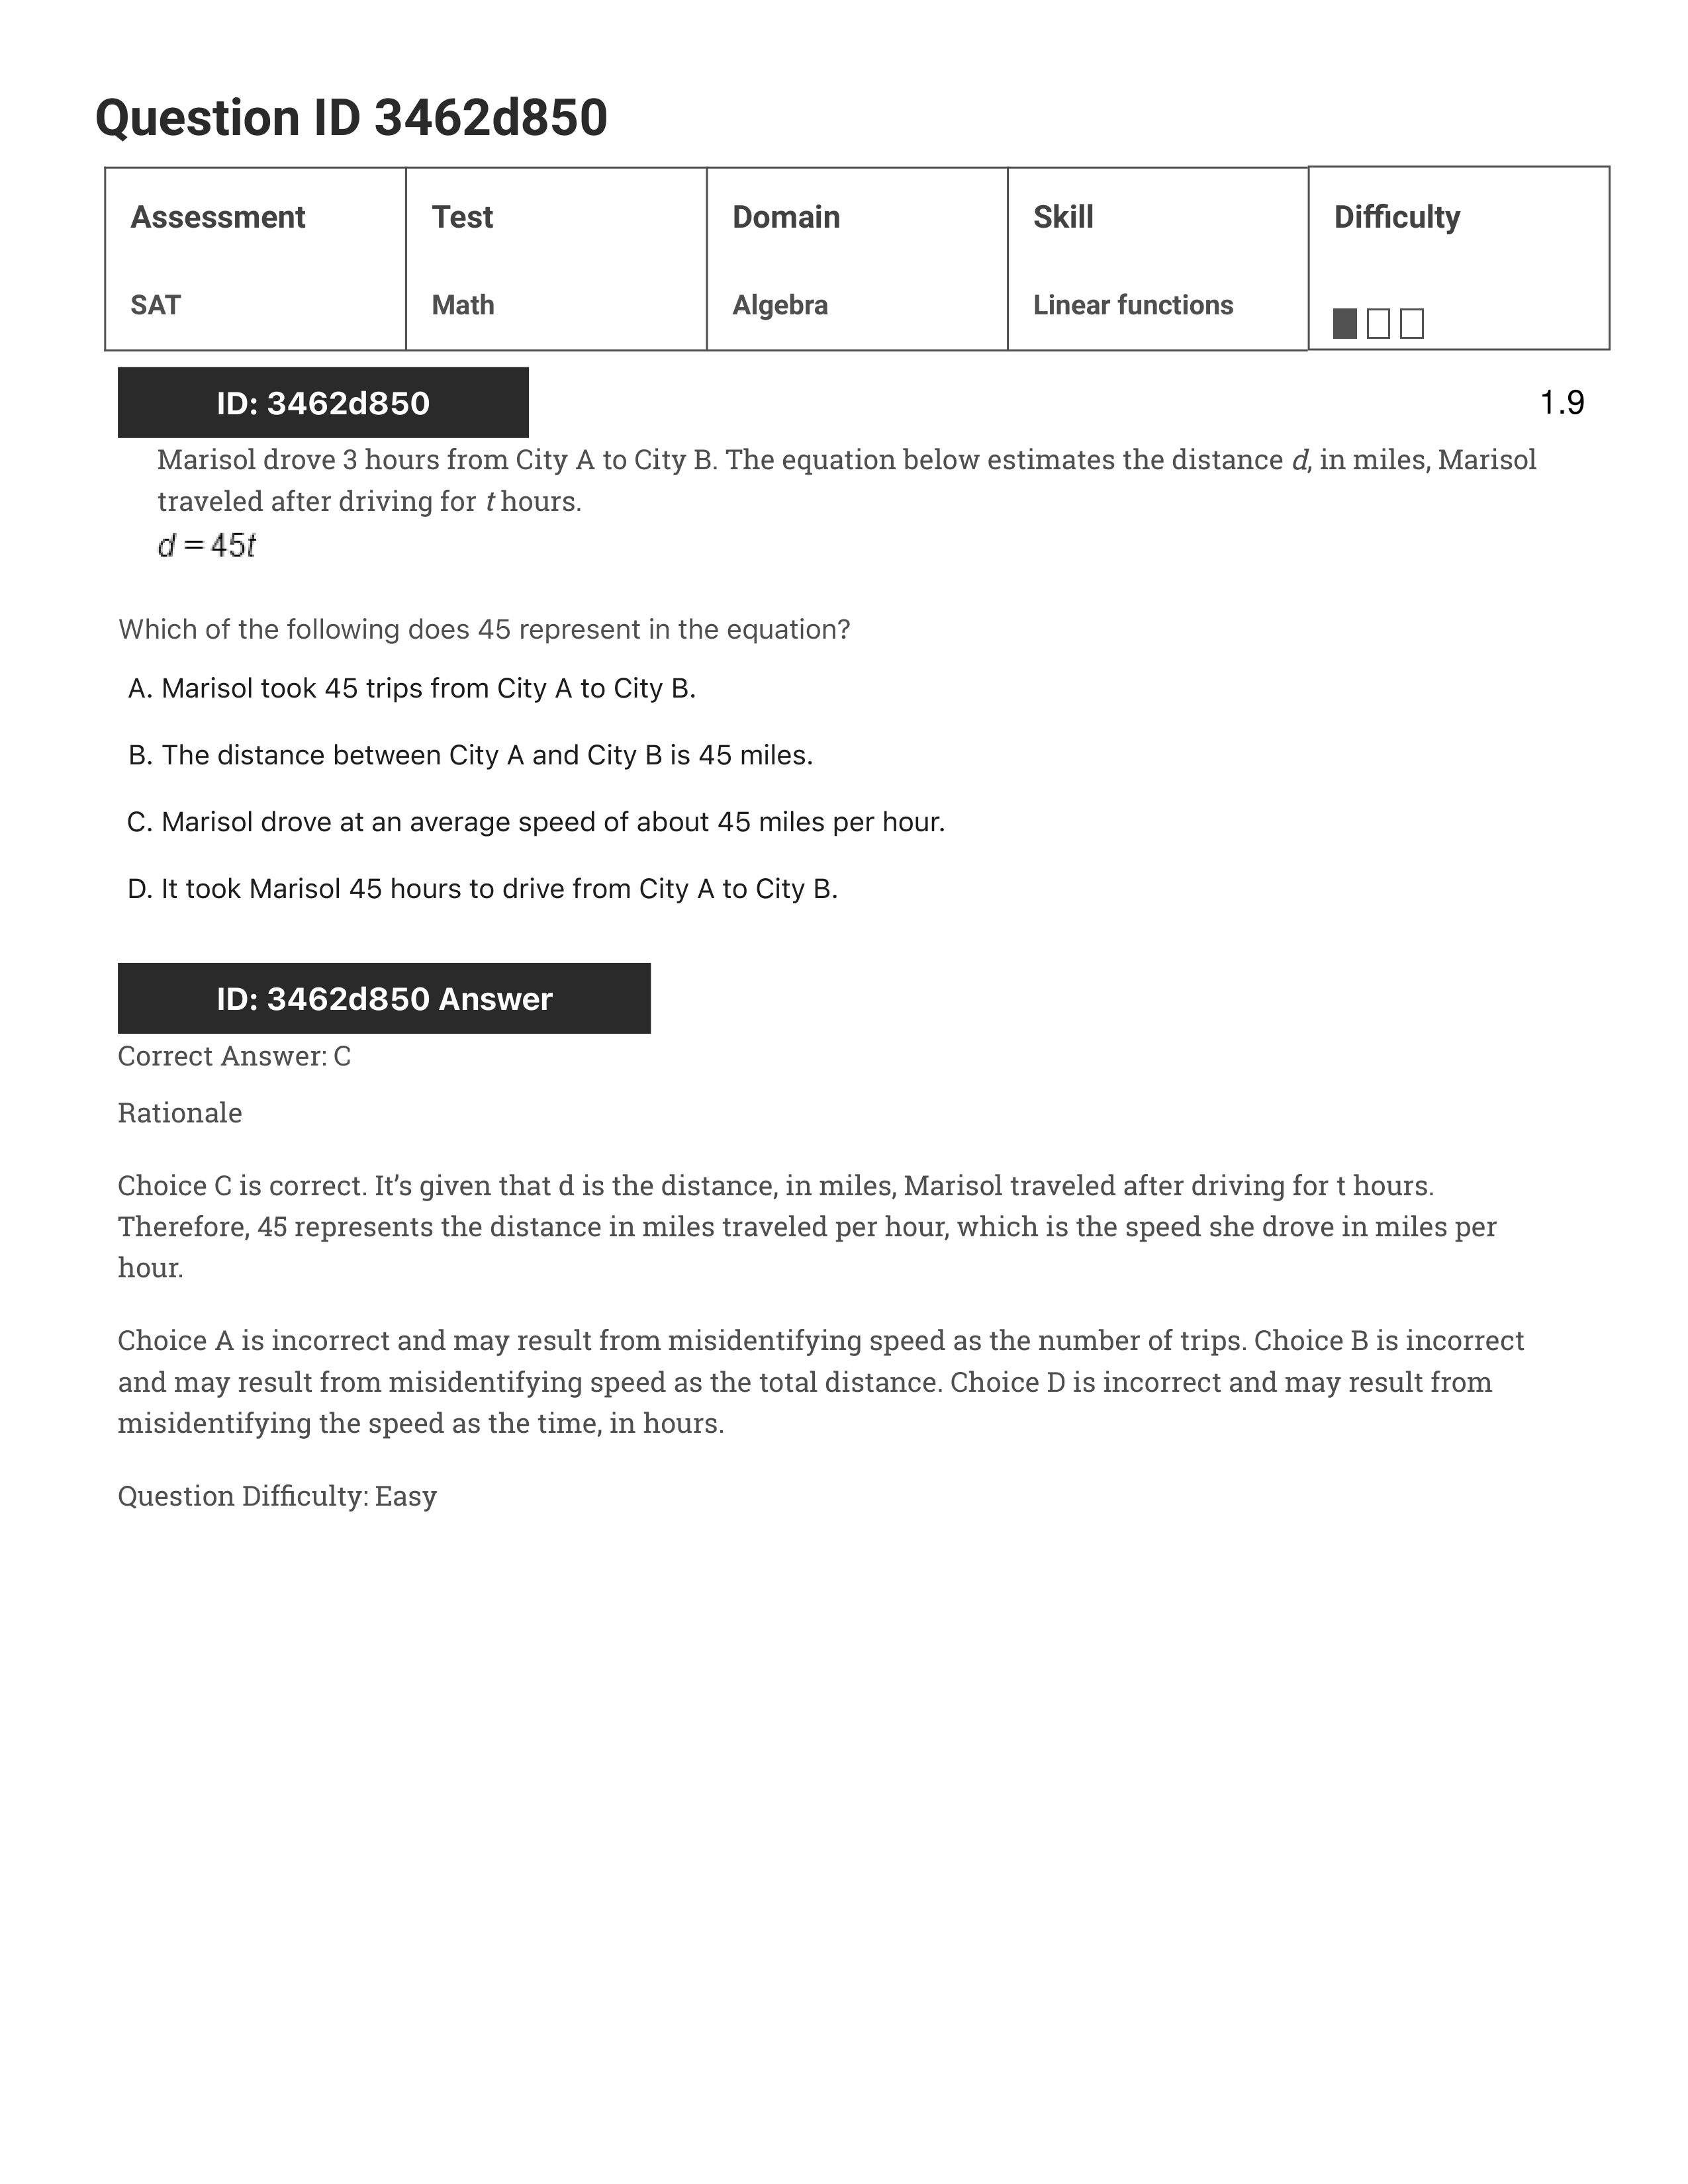 Question ID 3462d850
Assessment Test Domain Skill Difficulty
SAT Math Algebra Linear functions
ID: 3462d850 1.9
Marisol drove 3 hours from City A to City B. The equation below estimates the distance d, in miles, Marisol
traveled after driving for t hours.
d = 45t
Which of the following does 45 represent in the equation?
A. Marisol took 45 trips from City A to City B.
B. The distance between City A and City B is 45 miles.
C. Marisol drove at an average speed of about 45 miles per hour.
D. It took Marisol 45 hours to drive from City A to City B.
ID: 3462d850 Answer
Correct Answer: C
Rationale
Choice C is correct. It’s given that d is the distance, in miles, Marisol traveled after driving for t hours.
Therefore, 45 represents the distance in miles traveled per hour, which is the speed she drove in miles per
hour.
Choice A is incorrect and may result from misidentifying speed as the number of trips. Choice B is incorrect
and may result from misidentifying speed as the total distance. Choice D is incorrect and may result from
misidentifying the speed as the time, in hours.
Question Difficulty: Easy